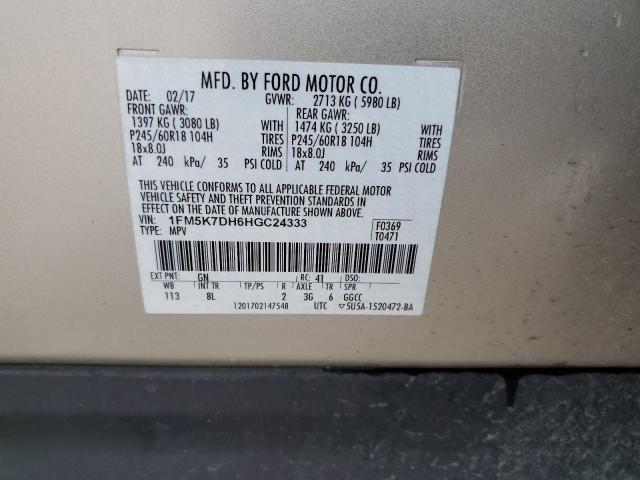 MFD. BY FORD MOTOR CO.
DATE: 02/17 GVWR: 2713 KG ( 5980 LB)
FRONT GAWR: REAR GAWR:
1397 KG ( 3080 LB) WITH 1474 KG ( 3250 LB) WITH
P245/60R18 104H TIRES P245/60R18 104H TIRES
18x8.0J RIMS 18x8.0J RIMS
AT 240 kPa/ 35 PSI COLD AT 240 kPa/ 35 PSI COLD
THIS VEHICLE CONFORMS TO ALL APPLICABLE FEDERAL MOTOR
VEHICLE SAFETY AND THEFT PREVENTION STANDARDS IN
EFFECT ON THE DATE OF MANUFACTURE SHOWN ABOVE.
VIN: 1FM5K7DH6HGC24333 F0369
TYPE: MPV T0471
EXT PNT: GN RC: 41 DSO:
WB INT TR TP/PS R AXLE TR SPR
113 8L 2 3G 6 GGCC
1201702147548 UTC ▽5U5A-1520472-BA